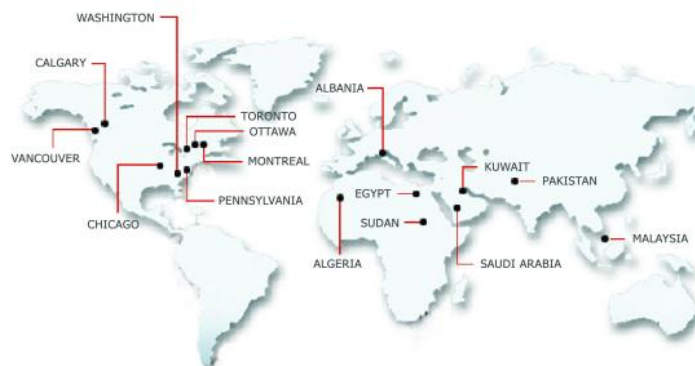 WASHINGTON
CALGARY
ALBANIA
TORONTO
OTTAWA
VANCOUVER
MONTREAL
KUWAIT
PAKISTAN
EGYPT
PENNSYLVANIA
CHICAGO
SUDAN
MALAYSIA
ALGERIA
SAUDI ARABIA